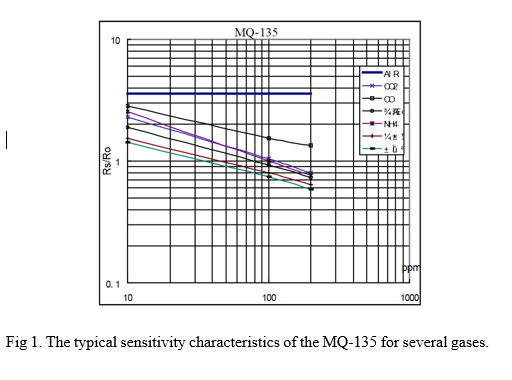 MQ-135
10
AIR
CO2
CO
NH4
Rs/Ro
1
ppm
0.1
10 100 1000
Fig 1. The typical sensitivity characteristics of the MQ-135 for several gases.